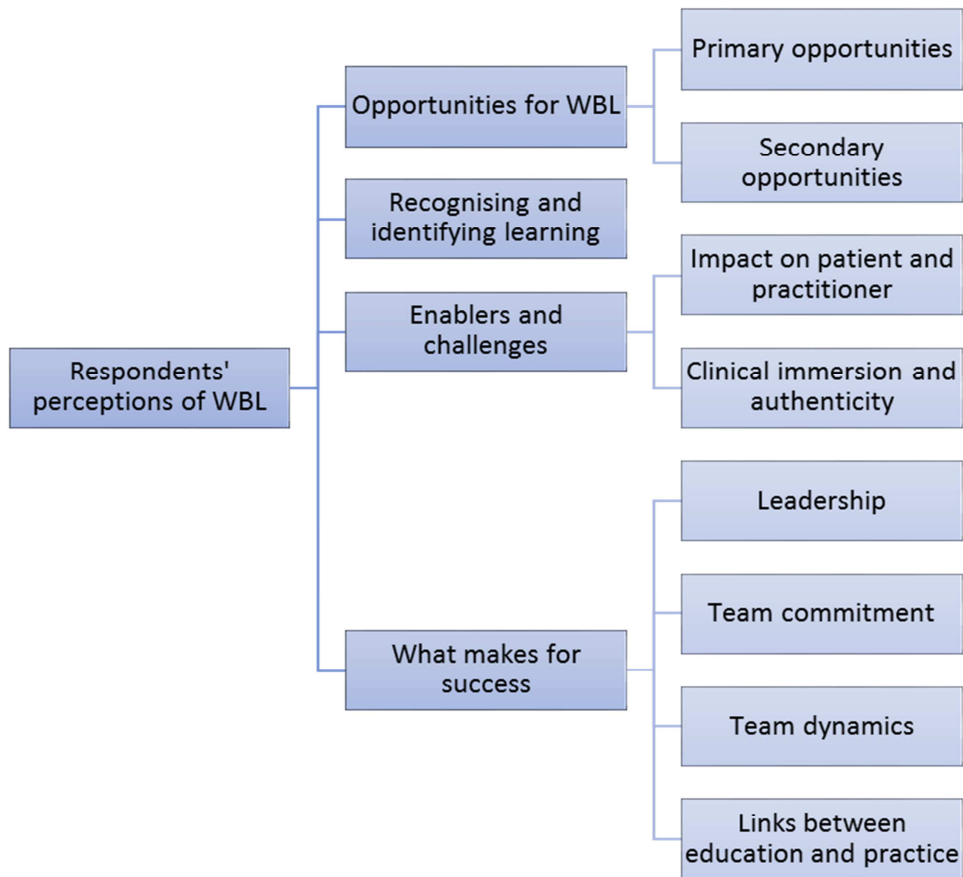 Respondents'
perceptions of WBL
Opportunities for WBL
Primary opportunities
Secondary
opportunities
Recognising and
identifying learning
Enablers and
challenges
Impact on patient and
practitioner
Clinical immersion and
authenticity
What makes for
success
Leadership
Team commitment
Team dynamics
Links between
education and practice